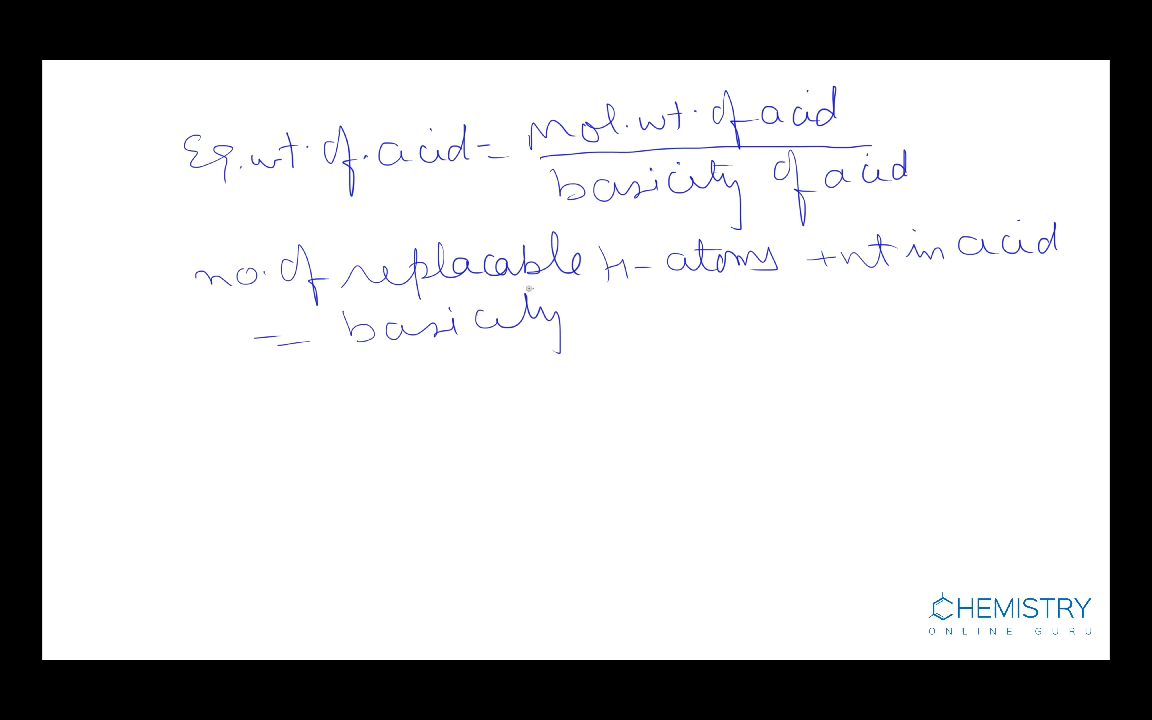 Eq.wt.of.acid = Mol.wt.of acid
basicity of acid
no.of replacable H-atoms +nt in acid
= basicity
CHEMISTRY
ONLINE GURU